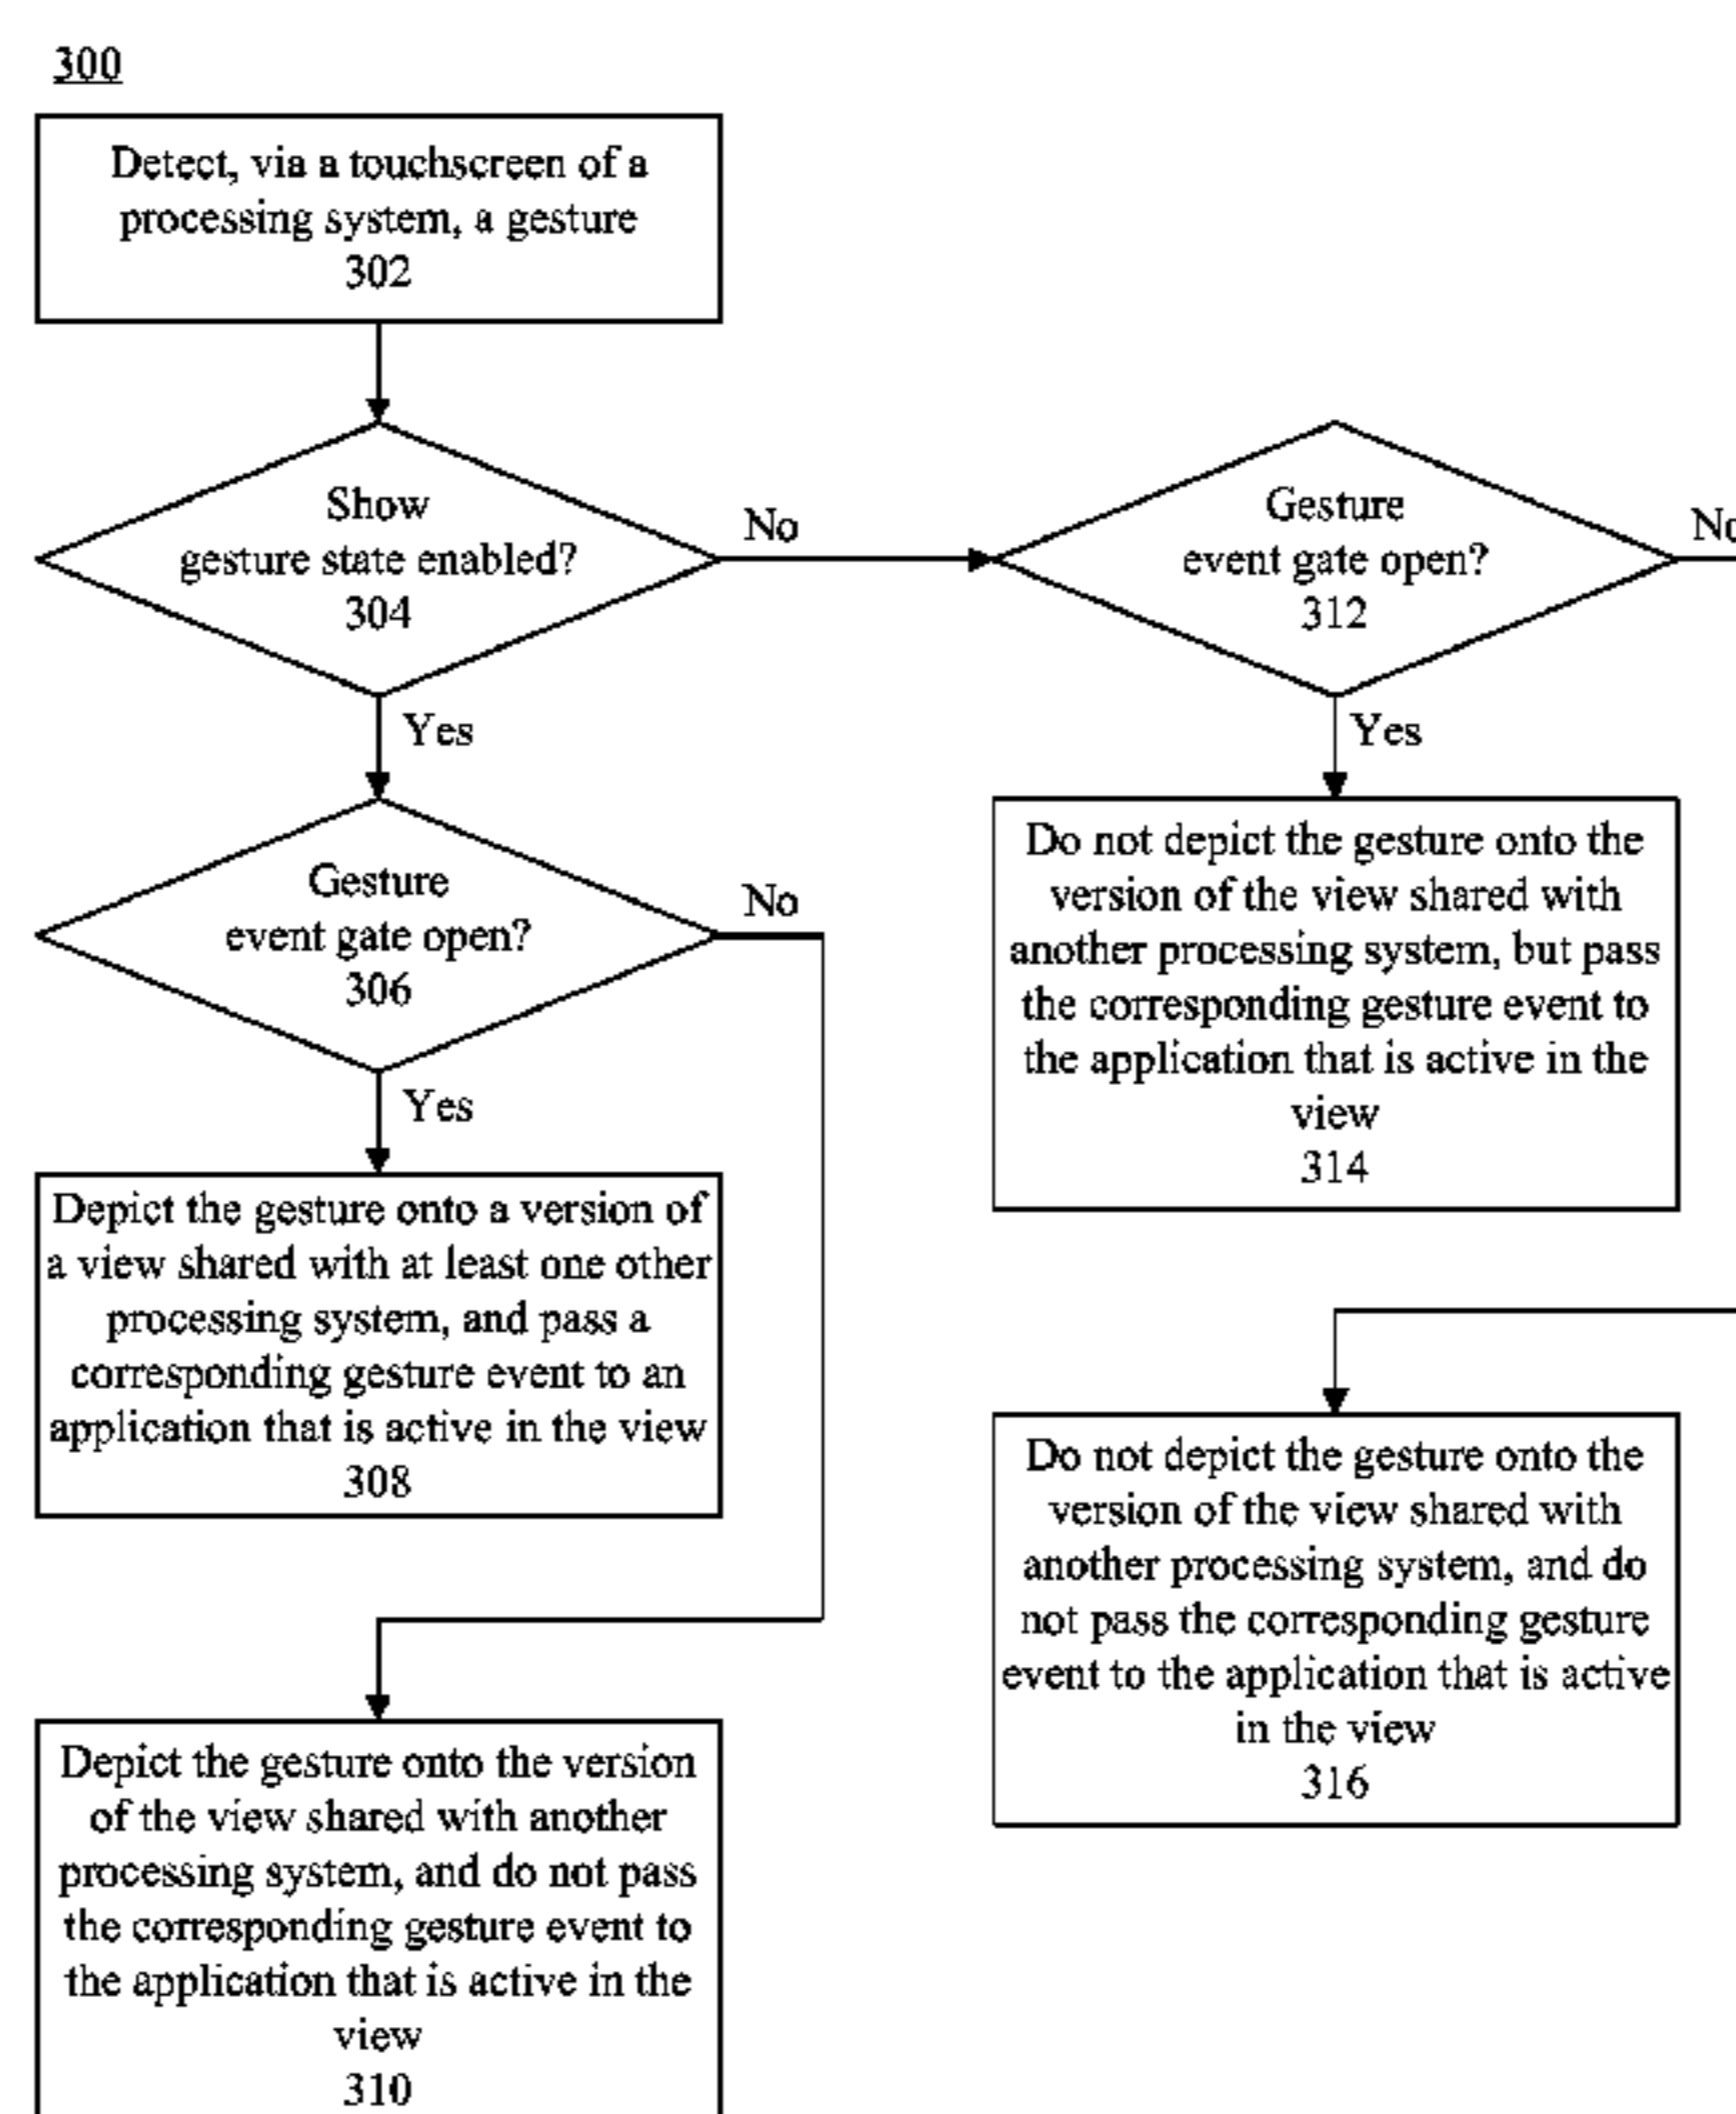 300
Detect, via a touchscreen of a
processing system, a gesture
302
Show
gesture state enabled?
304
No
Yes
Gesture
event gate open?
306
No
Yes
Depict the gesture onto a version of
a view shared with at least one other
processing system, and pass a
corresponding gesture event to an
application that is active in the view
308
Depict the gesture onto the version
of the view shared with another
processing system, and do not pass
the corresponding gesture event to
the application that is active in the
view
310
Gesture
event gate open?
312
No
Yes
Do not depict the gesture onto the
version of the view shared with
another processing system, but pass
the corresponding gesture event to
the application that is active in the
view
314
Do not depict the gesture onto the
version of the view shared with
another processing system, and do
not pass the corresponding gesture
event to the application that is active
in the view
316